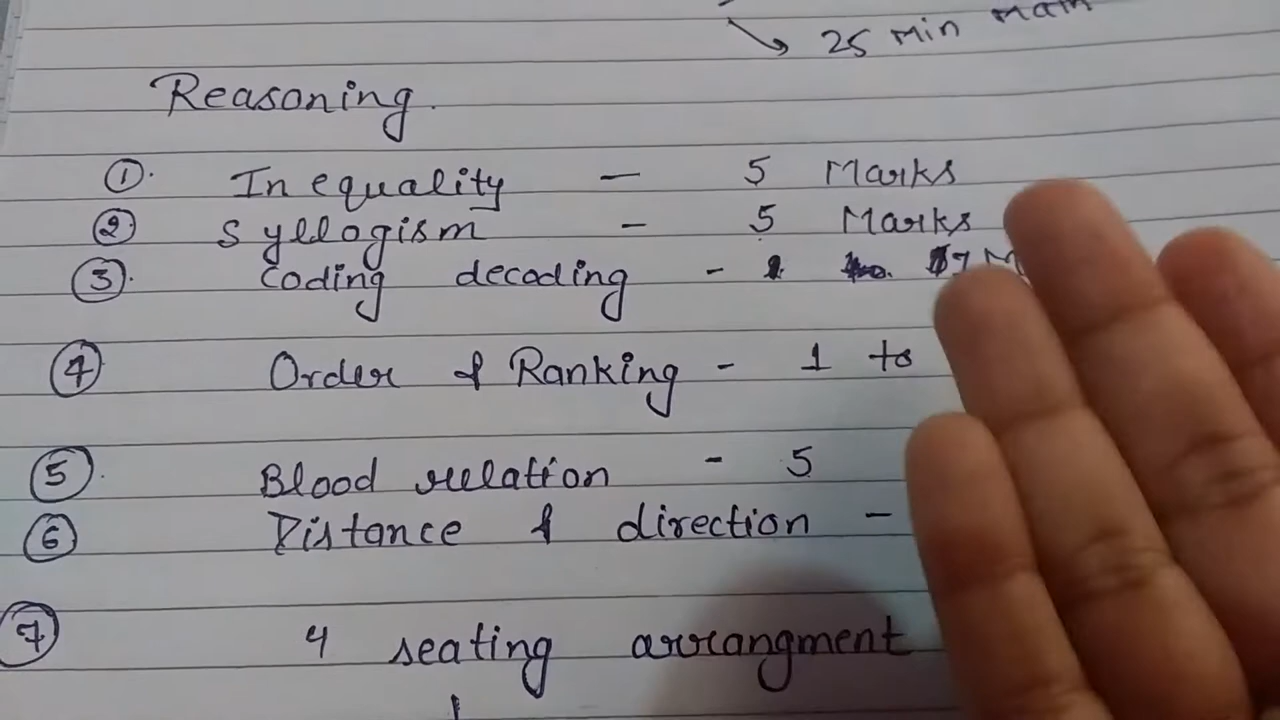 25 Min Math
Reasoning.
①. Inequality - 5 Marks
② Syllogism - 5 Marks
③. Coding decoding -
④ Order & Ranking - 1 to
⑤. Blood relation - 5
⑥ Distance & direction -
⑦ 4 seating arrangment